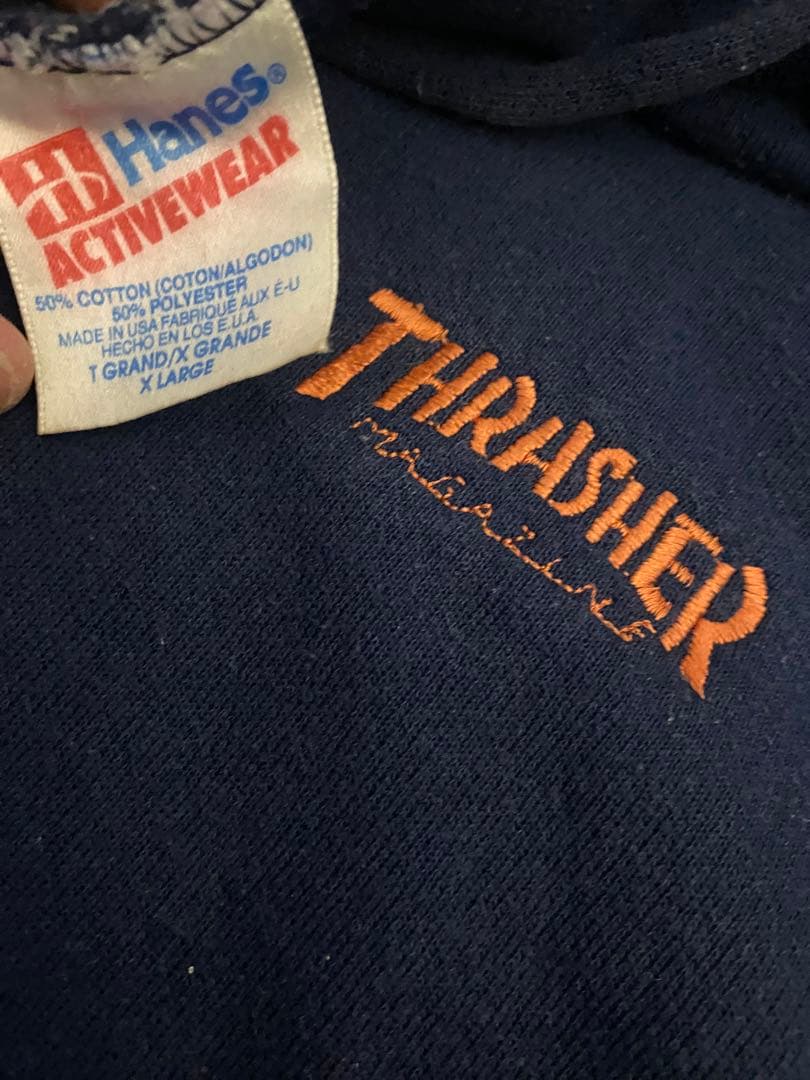 Hanes®
ACTIVEWEAR
50% COTTON (COTON/ALGODON)
50% POLYESTER
MADE IN USA FABRIQUE AUX É-U
HECHO EN LOS E.U.A.
T GRAND/X GRANDE
X LARGE
THRASHER
MAGAZINE